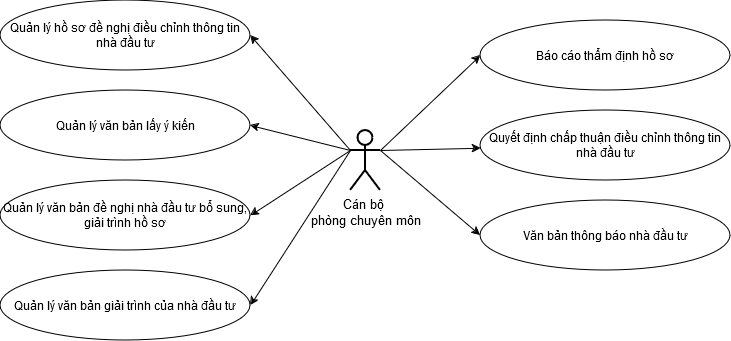 Quản lý hồ sơ đề nghị điều chỉnh thông tin
nhà đầu tư
Quản lý văn bản lấy ý kiến
Quản lý văn bản đề nghị nhà đầu tư bổ sung,
giải trình hồ sơ
Quản lý văn bản giải trình của nhà đầu tư
Cán bộ
phòng chuyên môn
Báo cáo thẩm định hồ sơ
Quyết định chấp thuận điều chỉnh thông tin
nhà đầu tư
Văn bản thông báo nhà đầu tư